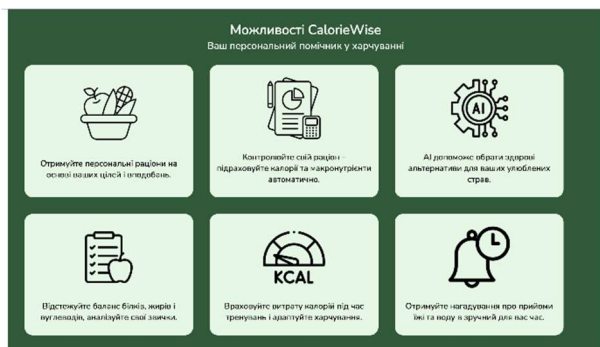 Можливості CalorieWise
Ваш персональний помічник у харчуванні
Отримуйте персональні раціони на
основі ваших цілей і вподобань.
Контролюйте свій раціон –
підраховуйте калорії та макронутрієнти
автоматично.
AI
AI допоможе обрати здорові
альтернативи для ваших улюблених
страв.
Відстежуйте баланс білків, жирів і
вуглеводів, аналізуйте свої звички.
KCAL
Враховуйте витрату калорій під час
тренувань і адаптуйте харчування.
Отримуйте нагадування про прийоми
їжі та воду в зручний для вас час.